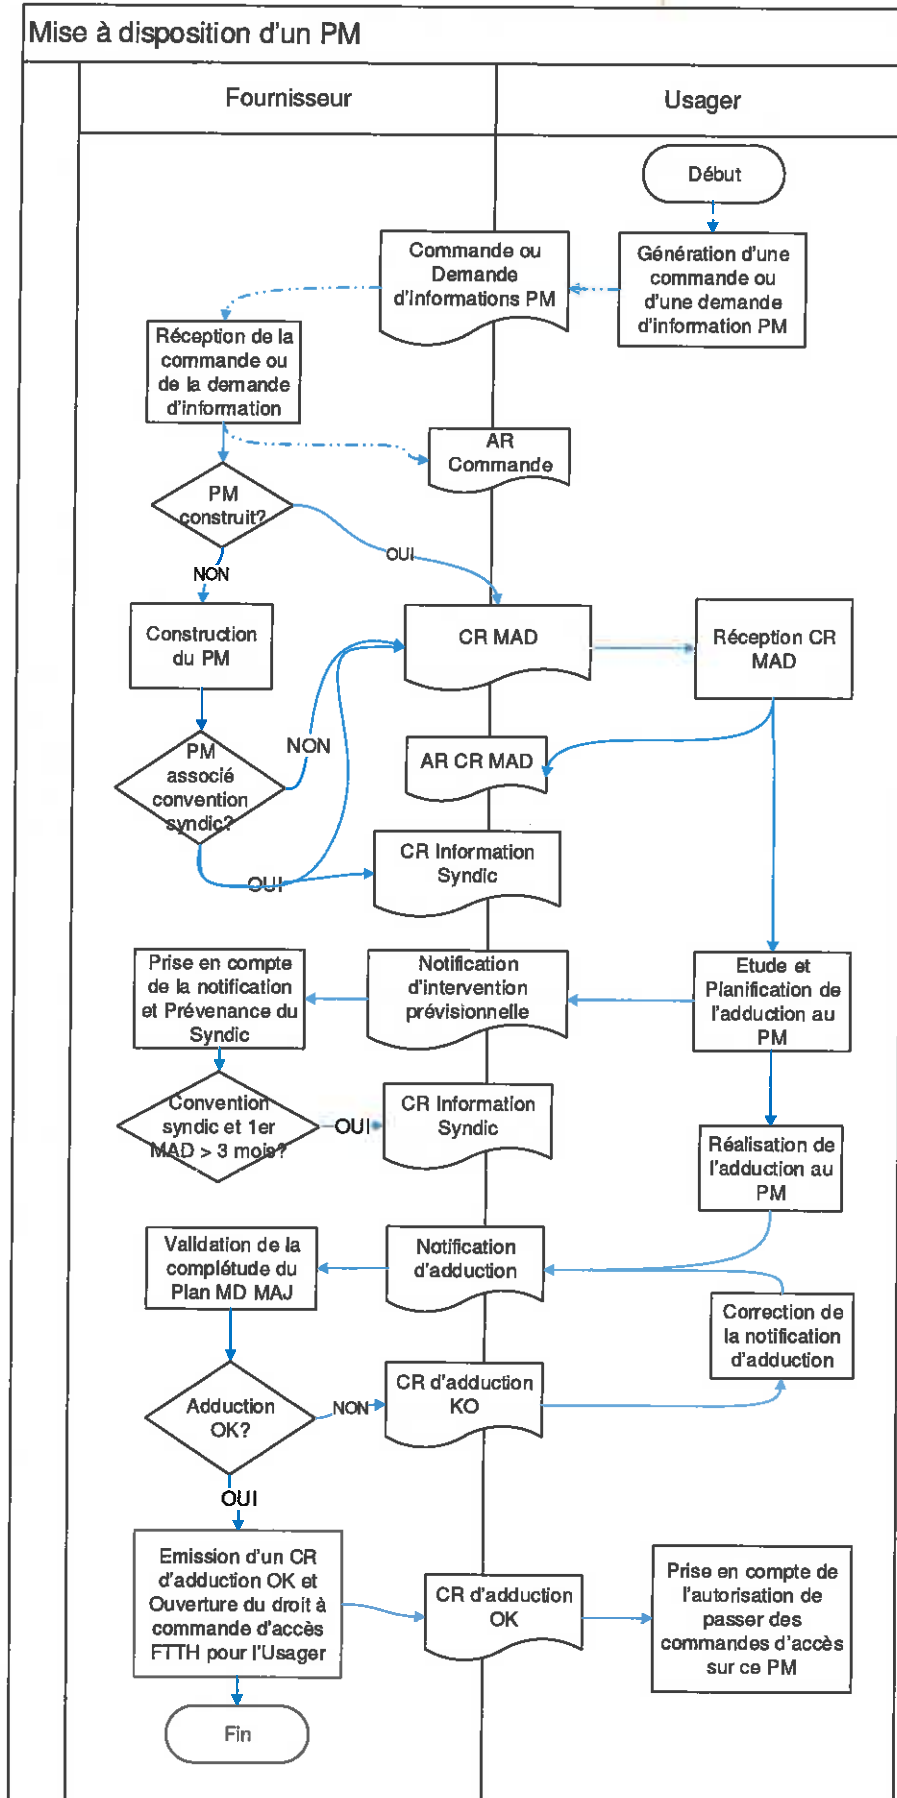 Mise à disposition d'un PM
Fournisseur
Usager
Début
Commande ou
Demande
d'Informations PM
Génération d'une
commande ou
d'une demande
d'information PM
Réception de la
commande ou
de la demande
d'information
AR
Commande
PM
construit?
OUI
NON
Construction
du PM
CR MAD
Réception CR
MAD
NON
PM
associé
convention
syndic?
AR CR MAD
OUI
CR Information
Syndic
Prise en compte
de la notification
et Prévenance du
Syndic
Notification
d'intervention
prévisionnelle
Etude et
Planification de
l'adduction au
PM
Convention
syndic et 1er
MAD > 3 mois?
OUI
CR Information
Syndic
Réalisation de
l'adduction au
PM
Validation de la
complétude du
Plan MD MAJ
Notification
d'adduction
Correction de
la notification
d'adduction
Adduction
OK?
NON
CR d'adduction
KO
OUI
Emission d'un CR
d'adduction OK et
Ouverture du droit à
commande d'accès
FTTH pour l'Usager
CR d'adduction
OK
Prise en compte de
l'autorisation de
passer des
commandes d'accès
sur ce PM
Fin